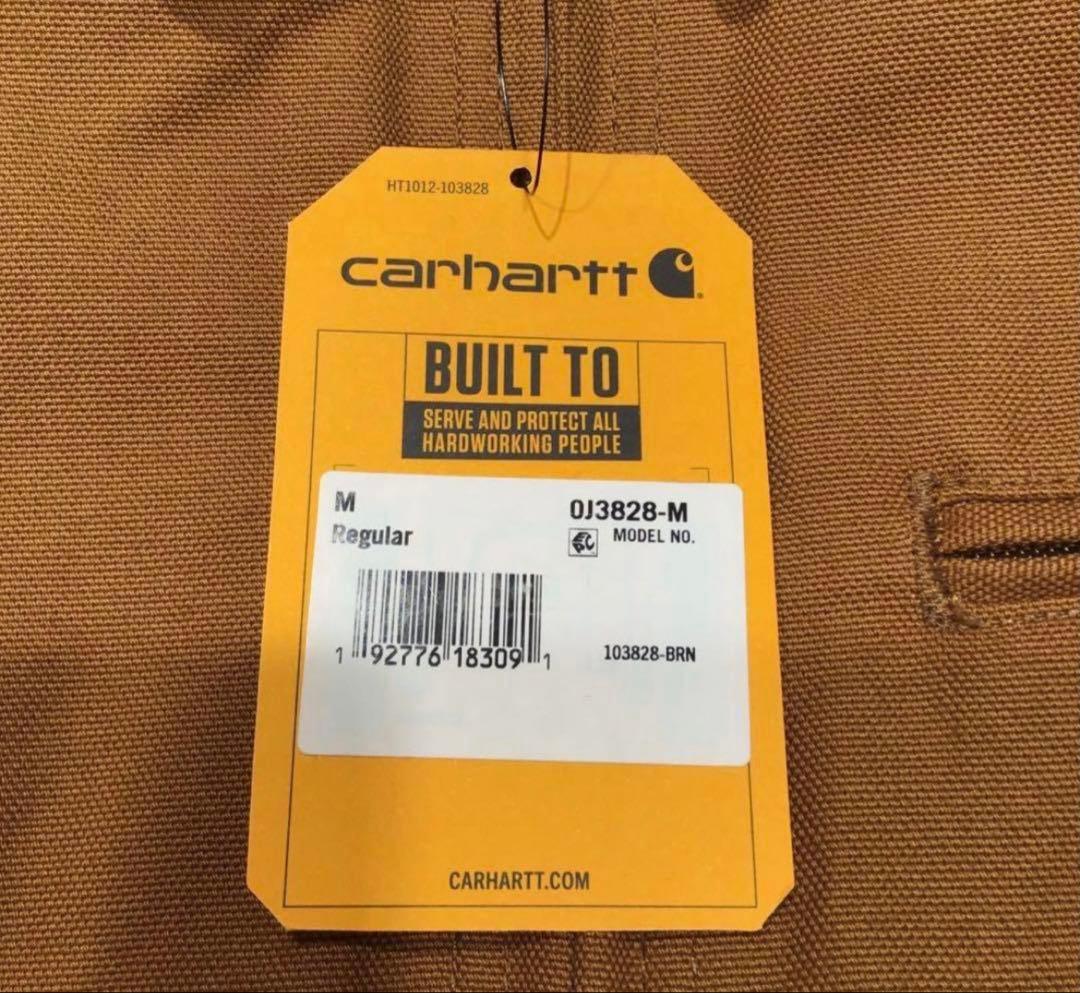 HT1012-103828
carhartt
BUILT TO
SERVE AND PROTECT ALL
HARDWORKING PEOPLE
M
Regular
0J3828-M
MODEL NO.
1 92776 18309 1
103828-BRN
CARHARTT.COM